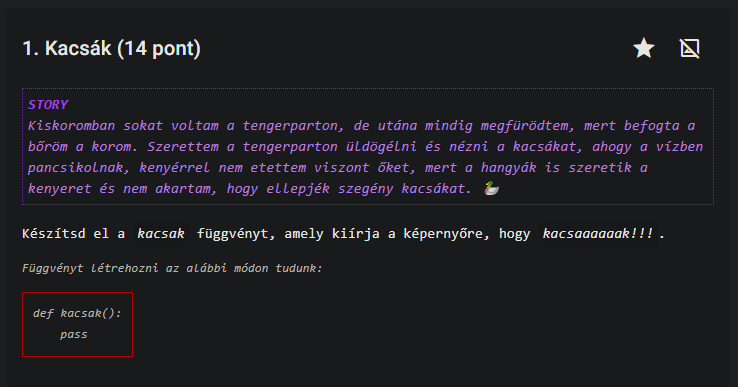 1. Kacsák (14 pont)
STORY
Kiskoromban sokat voltam a tengerparton, de utána mindig megfürödtem, mert befogta a
bőröm a korom. Szerettem a tengerparton üldögélni és nézni a kacsákat, ahogy a vízben
pancsikolnak, kenyérrel nem etettem viszont őket, mert a hangyák is szeretik a
kenyeret és nem akartam, hogy ellepjék szegény kacsákat. 🦆
Készítsd el a kacsak függvényt, amely kiírja a képernyőre, hogy kacsaaaaaak!!!.
Függvényt létrehozni az alábbi módon tudunk:
def kacsak():
    pass